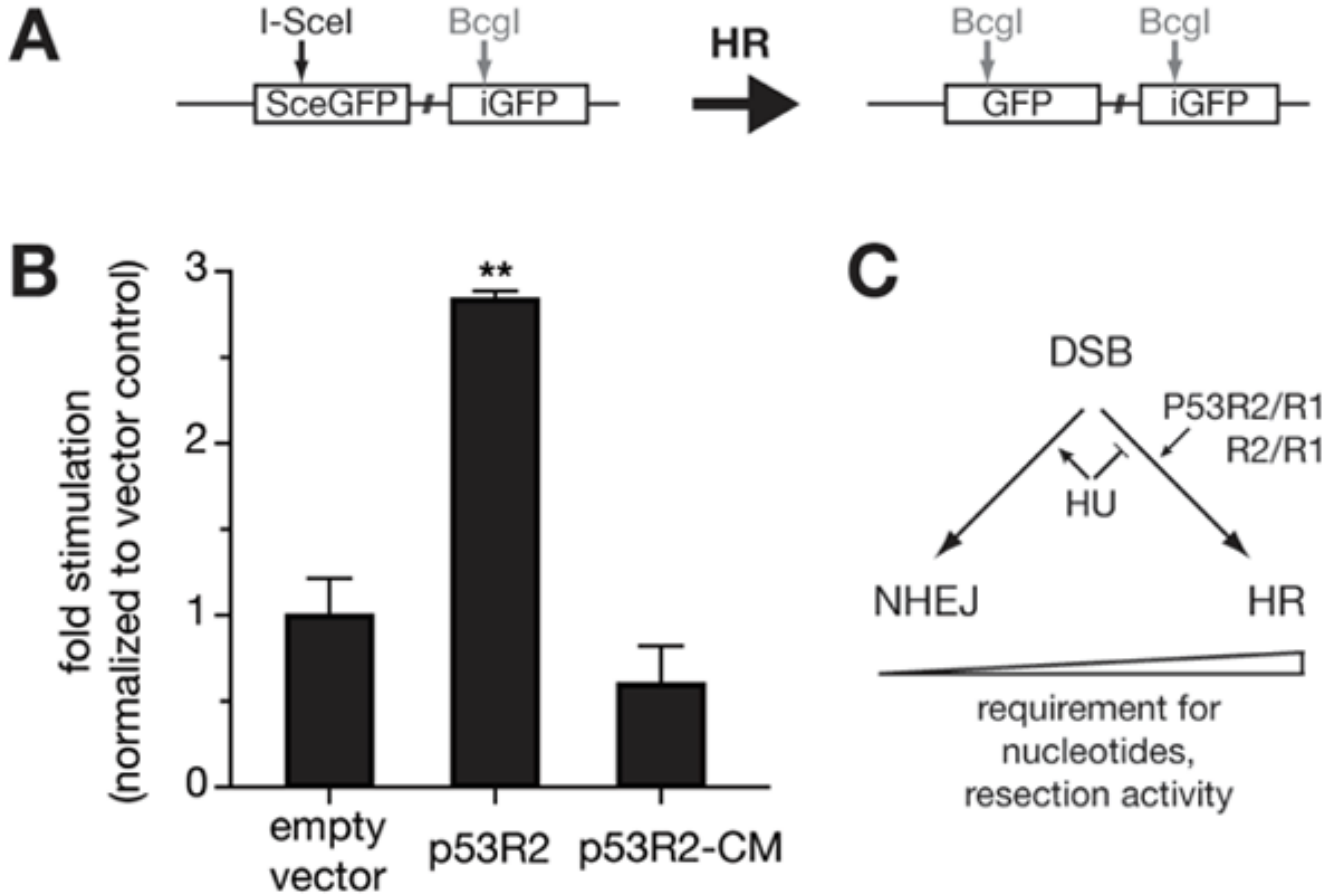 A
I-SceI
BcgI
SceGFP
iGFP
HR
BcgI
BcgI
GFP
iGFP
B
fold stimulation
(normalized to vector control)
3
2
1
0
**
empty
vector
p53R2
p53R2-CM
C
DSB
P53R2/R1
R2/R1
HU
NHEJ
HR
requirement for
nucleotides,
resection activity